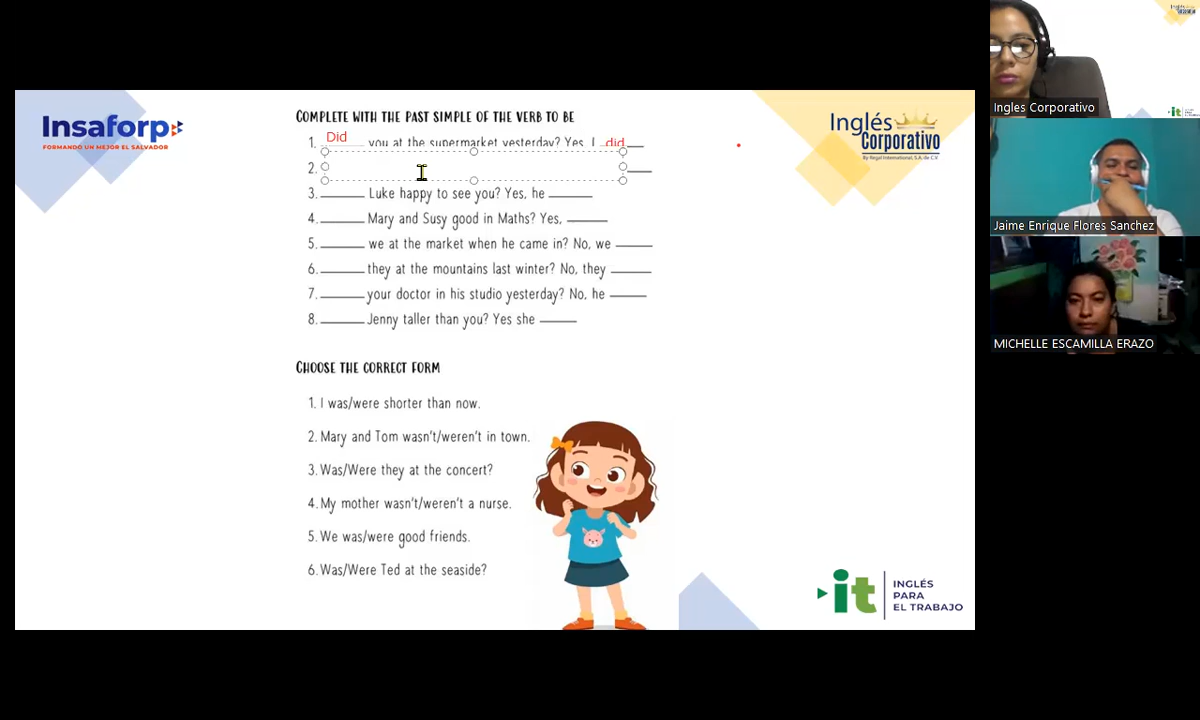 Insaforp
FORMANDO UN MEJOR EL SALVADOR
Inglés
Corporativo
By Regal International, S.A. de C.V
COMPLETE WITH THE PAST SIMPLE OF THE VERB TO BE
1. Did you at the supermarket yesterday? Yes, I did
2.
3. Luke happy to see you? Yes, he
4. Mary and Susy good in Maths? Yes,
5. we at the market when he came in? No, we
6. they at the mountains last winter? No, they
7. your doctor in his studio yesterday? No, he
8. Jenny taller than you? Yes she
CHOOSE THE CORRECT FORM
1. I was/were shorter than now.
2. Mary and Tom wasn't/weren't in town.
3. Was/Were they at the concert?
4. My mother wasn't/weren't a nurse.
5. We was/were good friends.
6. Was/Were Ted at the seaside?
it
INGLÉS
PARA
EL TRABAJO
Ingles Corporativo
Jaime Enrique Flores Sanchez
MICHELLE ESCAMILLA ERAZO